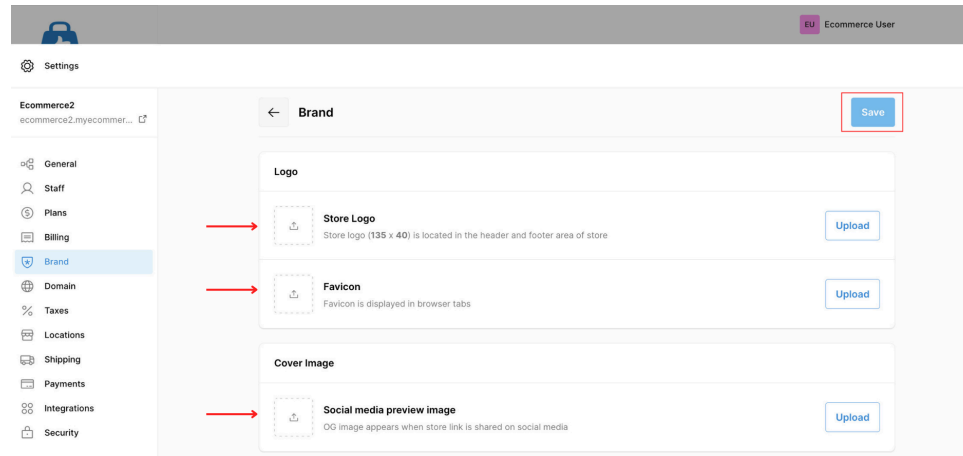 EU Ecommerce User
Settings
Ecommerce2
ecommerce2.myecommer...
General
Staff
Plans
Billing
Brand
Domain
Taxes
Locations
Shipping
Payments
Integrations
Security
Brand
Save
Logo
Store Logo
Store logo (135 x 40) is located in the header and footer area of store
Upload
Favicon
Favicon is displayed in browser tabs
Upload
Cover Image
Social media preview image
OG image appears when store link is shared on social media
Upload